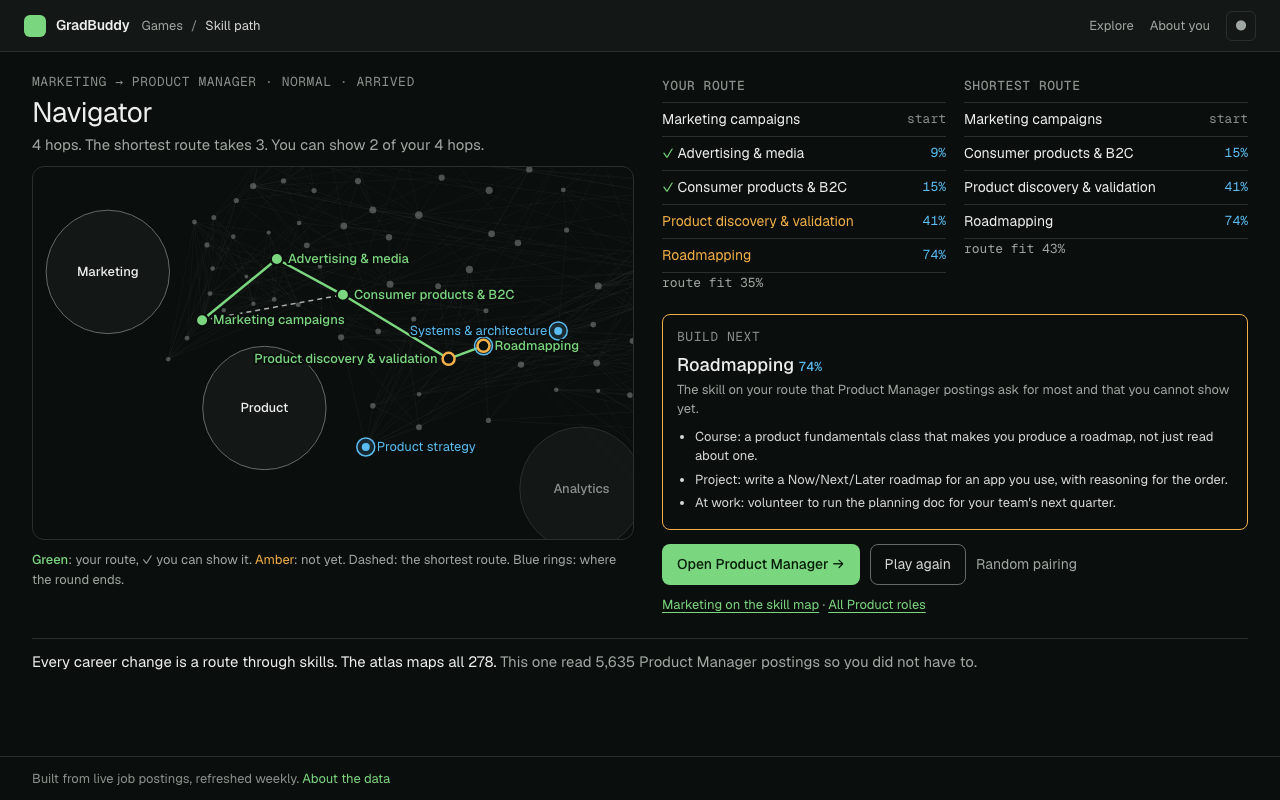 GradBuddy Games / Skill path Explore About you
MARKETING → PRODUCT MANAGER · NORMAL · ARRIVED
Navigator
4 hops. The shortest route takes 3. You can show 2 of your 4 hops.
Marketing
Advertising & media
Consumer products & B2C
Marketing campaigns
Systems & architecture
Roadmapping
Product discovery & validation
Product
Product strategy
Analytics
Green: your route, ✓ you can show it. Amber: not yet. Dashed: the shortest route. Blue rings: where
the round ends.
YOUR ROUTE
Marketing campaigns start
✓ Advertising & media 9%
✓ Consumer products & B2C 15%
Product discovery & validation 41%
Roadmapping 74%
route fit 35%
SHORTEST ROUTE
Marketing campaigns start
Consumer products & B2C 15%
Product discovery & validation 41%
Roadmapping 74%
route fit 43%
BUILD NEXT
Roadmapping 74%
The skill on your route that Product Manager postings ask for most and that you cannot show
yet.
• Course: a product fundamentals class that makes you produce a roadmap, not just read
about one.
• Project: write a Now/Next/Later roadmap for an app you use, with reasoning for the order.
• At work: volunteer to run the planning doc for your team's next quarter.
Open Product Manager → Play again Random pairing
Marketing on the skill map · All Product roles
Every career change is a route through skills. The atlas maps all 278. This one read 5,635 Product Manager postings so you did not have to.
Built from live job postings, refreshed weekly. About the data